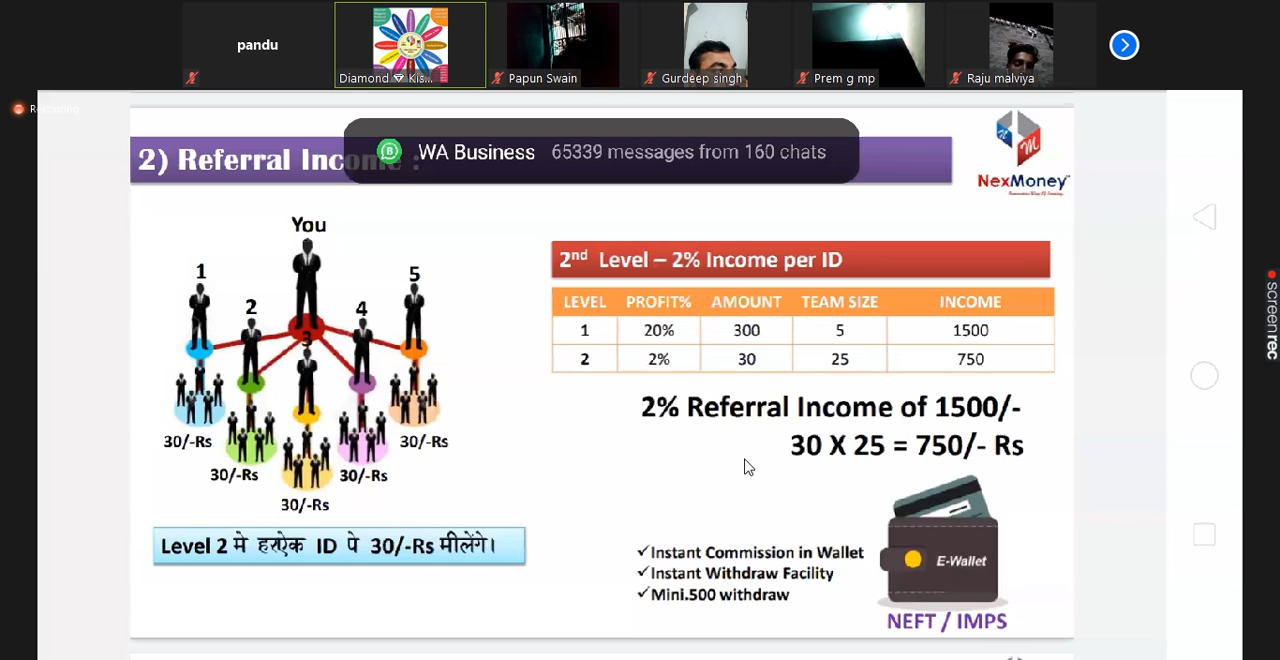 pandu
Diamond Kis...
Papun Swain
Gurdeep singh
Prem g mp
Raju malviya
2) Referral Inco :
WA Business 65339 messages from 160 chats
NexMoney
You
1
2
3
4
5
30/-Rs
30/-Rs
30/-Rs
30/-Rs
30/-Rs
Level 2 मे हरऐक ID पे 30/-Rs मीलेंगे।
2nd Level – 2% Income per ID
LEVEL PROFIT% AMOUNT TEAM SIZE INCOME
1 20% 300 5 1500
2 2% 30 25 750
2% Referral Income of 1500/-
30 X 25 = 750/- Rs
✓Instant Commission in Wallet
✓Instant Withdraw Facility
✓Mini.500 withdraw
E-Wallet
NEFT / IMPS
screenrec